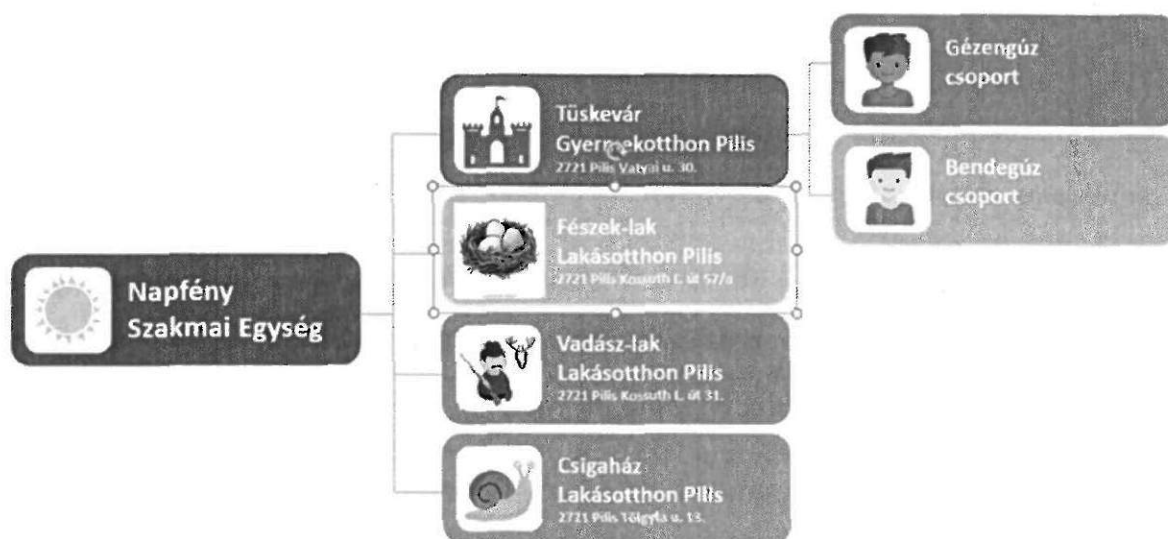 Napfény
Szakmai Egység
Tüskevár
Gyermekotthon Pilis
2721 Pilis Vatyai u. 30.
Fészek-lak
Lakásotthon Pilis
2721 Pilis Kossuth L. út 57/a
Vadász-lak
Lakásotthon Pilis
2721 Pilis Kossuth L. út 31.
Csigaház
Lakásotthon Pilis
2721 Pilis Tölgyfa u. 13.
Gézengúz
csoport
Bendegúz
csoport